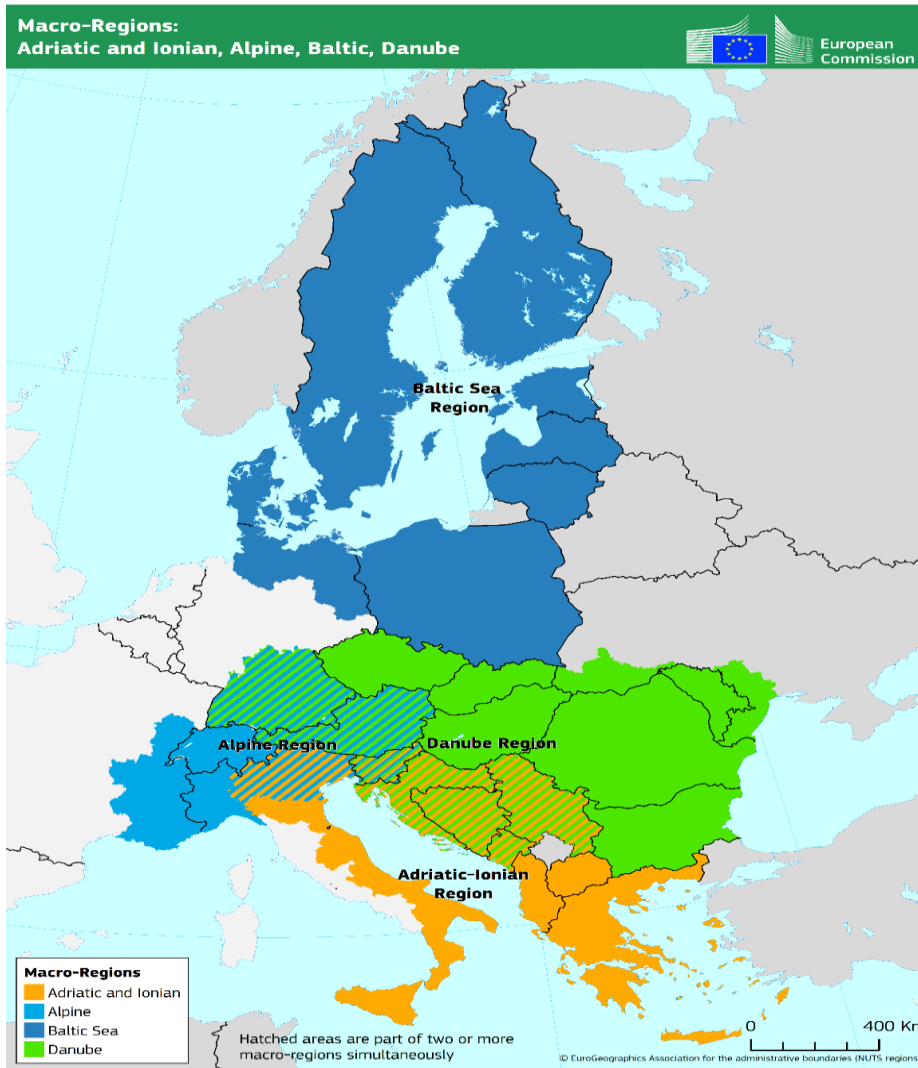 Macro-Regions:
Adriatic and Ionian, Alpine, Baltic, Danube
European
Commission
Baltic Sea
Region
Alpine Region
Danube Region
Adriatic-Ionian
Region
Macro-Regions
Adriatic and Ionian
Alpine
Baltic Sea
Danube
Hatched areas are part of two or more
macro-regions simultaneously
0 400 Km
© EuroGeographics Association for the administrative boundaries (NUTS regions